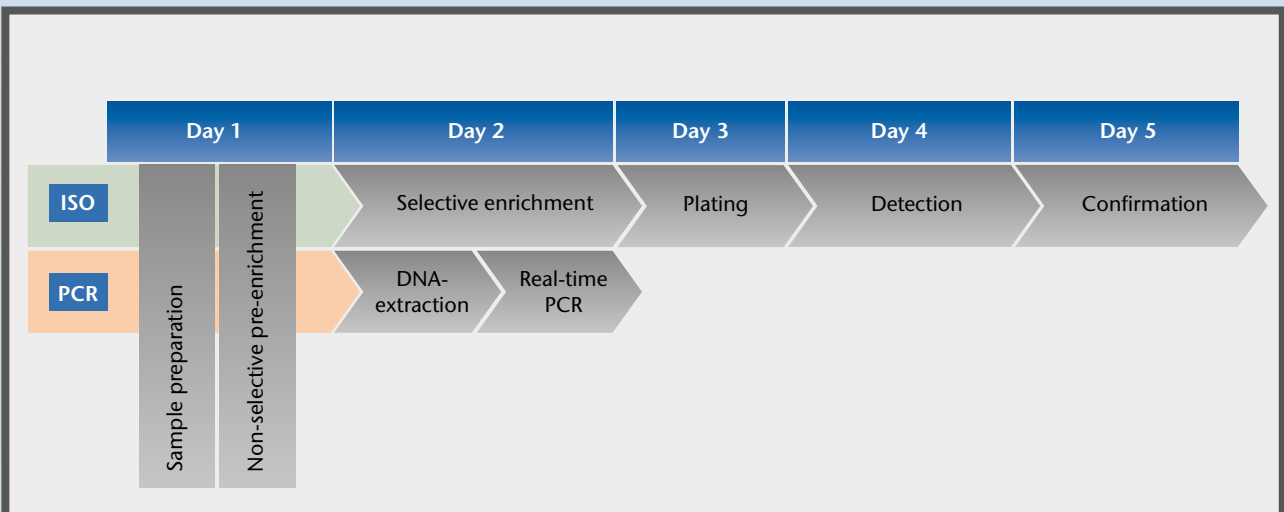 Day 1
Day 2
Day 3
Day 4
Day 5
ISO
Selective enrichment
Plating
Detection
Confirmation
PCR
DNA-
extraction
Real-time
PCR
Sample preparation
Non-selective pre-enrichment